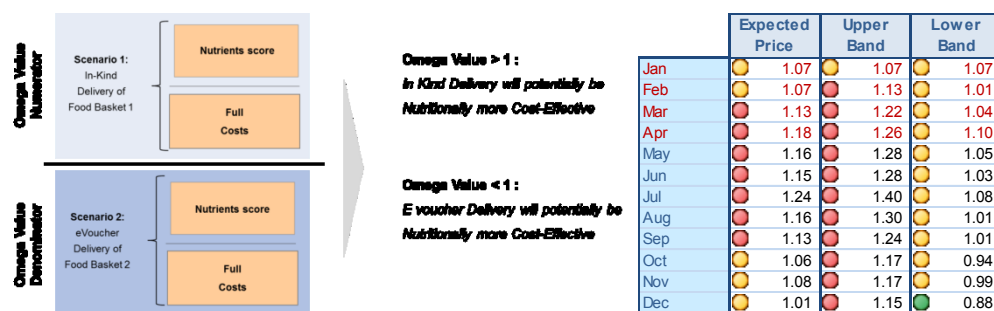 Omega Value
Numerator
Scenario 1:
In-Kind
Delivery of
Food Basket 1
Nutrients score
Full
Costs
Omega Value
Denominator
Scenario 2:
eVoucher
Delivery of
Food Basket 2
Nutrients score
Full
Costs
Omega Value > 1 :
In Kind Delivery will potentially be
Nutritionally more Cost-Effective
Omega Value < 1 :
E voucher Delivery will potentially be
Nutritionally more Cost-Effective
Expected Price Upper Band Lower Band
Jan 1.07 1.07 1.07
Feb 1.07 1.13 1.01
Mar 1.13 1.22 1.04
Apr 1.18 1.26 1.10
May 1.16 1.28 1.05
Jun 1.15 1.28 1.03
Jul 1.24 1.40 1.08
Aug 1.16 1.30 1.01
Sep 1.13 1.24 1.01
Oct 1.06 1.17 0.94
Nov 1.08 1.17 0.99
Dec 1.01 1.15 0.88